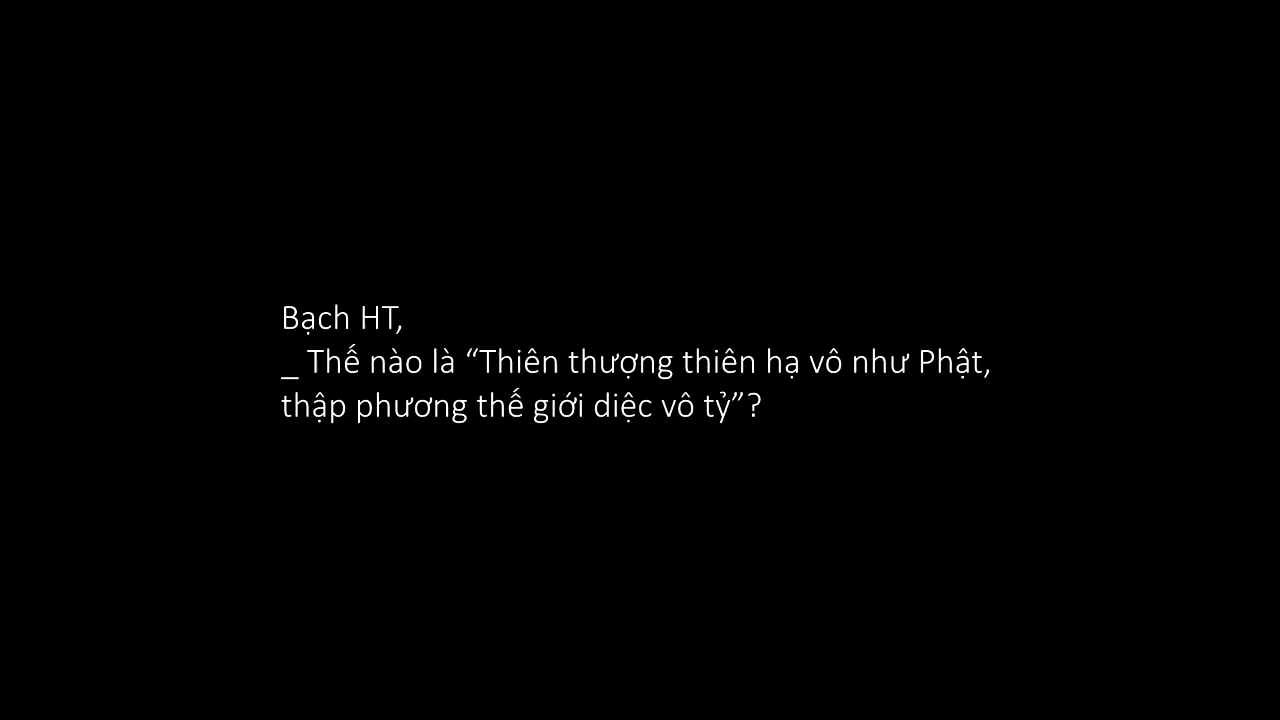 Bạch HT,
_ Thế nào là “Thiên thượng thiên hạ vô như Phật,
thập phương thế giới diệc vô tỷ”?